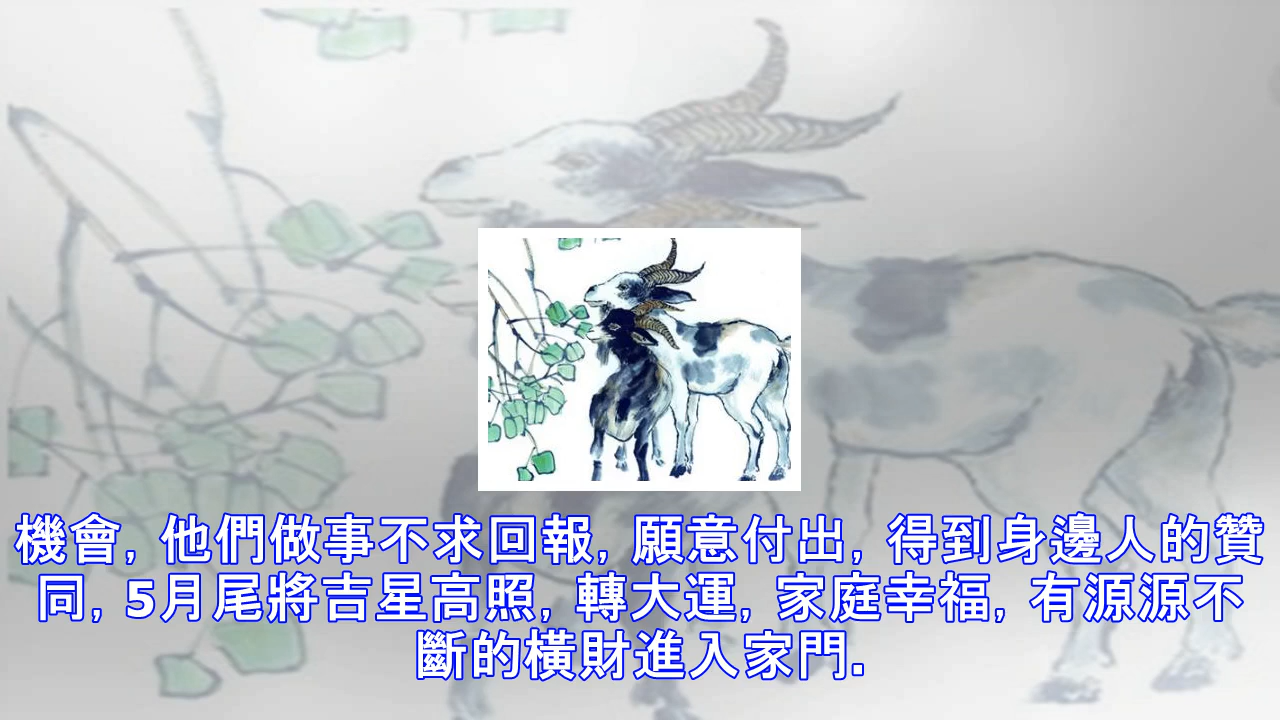 機會, 他們做事不求回報, 願意付出, 得到身邊人的贊
同, 5月尾將吉星高照, 轉大運, 家庭幸福, 有源源不
斷的橫財進入家門.